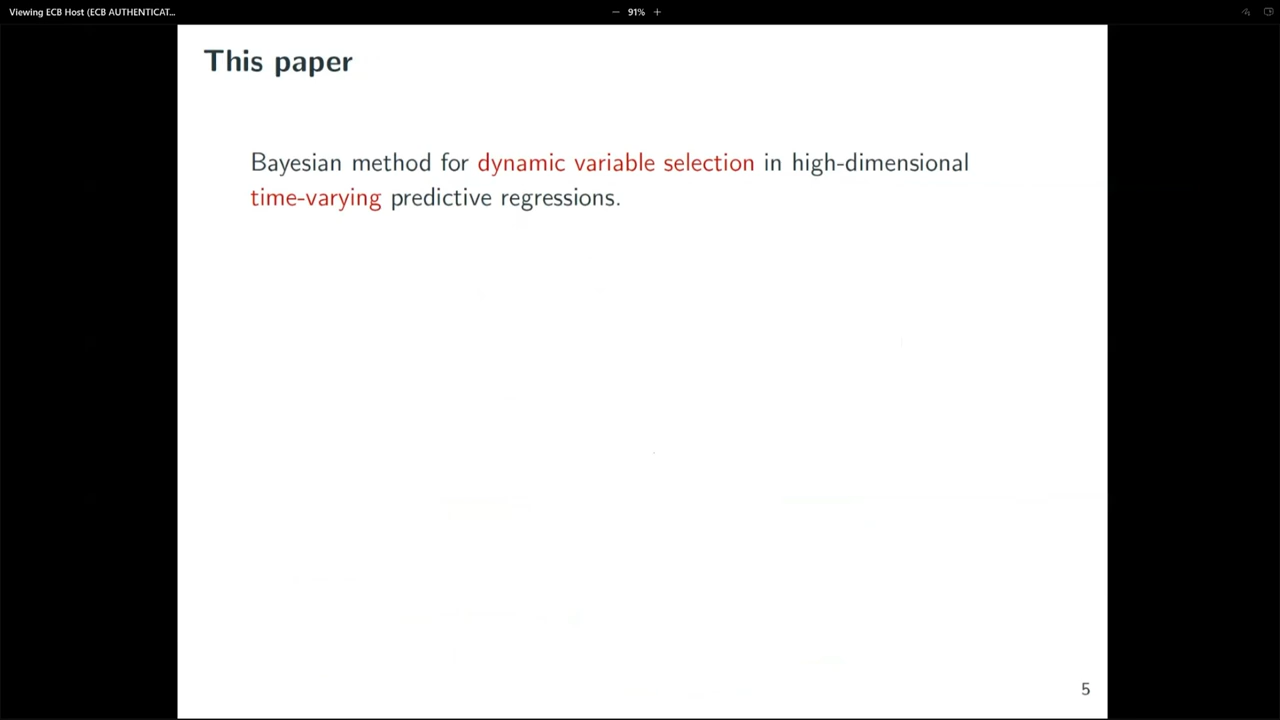 Viewing ECB Host (ECB AUTHENTICAT...
− 91% +
This paper
Bayesian method for dynamic variable selection in high-dimensional
time-varying predictive regressions.
5